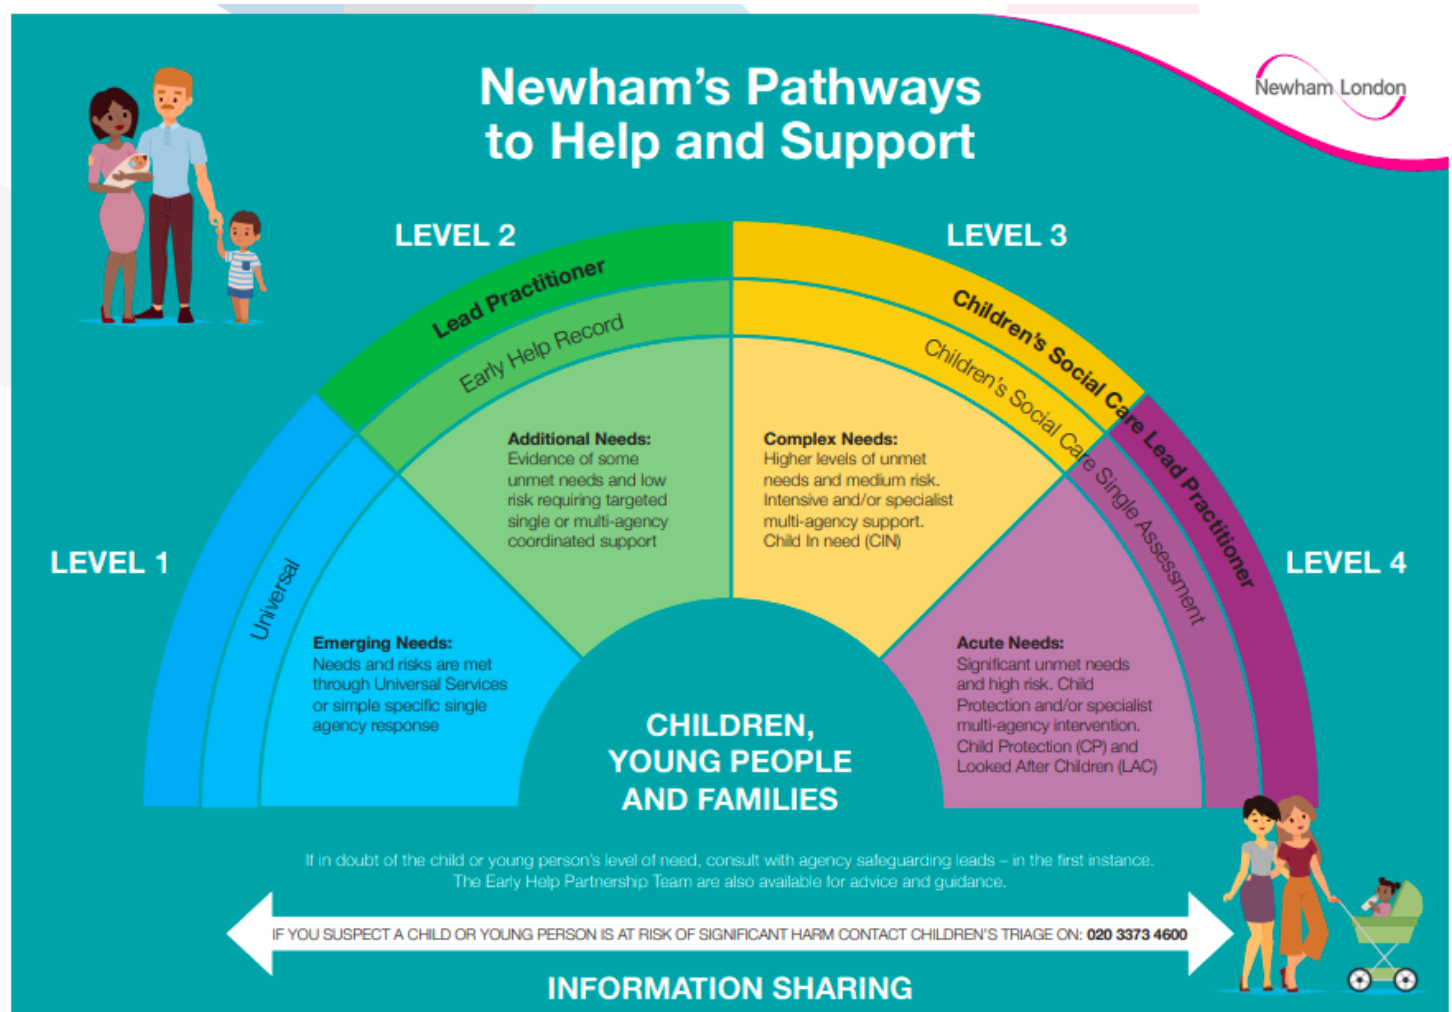 Newham's Pathways
to Help and Support
Newham London
LEVEL 1
Universal
Emerging Needs:
Needs and risks are met
through Universal Services
or simple specific single
agency response
LEVEL 2
Lead Practitioner
Early Help Record
Additional Needs:
Evidence of some
unmet needs and low
risk requiring targeted
single or multi-agency
coordinated support
LEVEL 3
Children's Social Care Lead Practitioner
Children's Social Care Single Assessment
Complex Needs:
Higher levels of unmet
needs and medium risk.
Intensive and/or specialist
multi-agency support.
Child In need (CIN)
LEVEL 4
Acute Needs:
Significant unmet needs
and high risk. Child
Protection and/or specialist
multi-agency intervention.
Child Protection (CP) and
Looked After Children (LAC)
CHILDREN,
YOUNG PEOPLE
AND FAMILIES
If in doubt of the child or young person's level of need, consult with agency safeguarding leads – in the first instance.
The Early Help Partnership Team are also available for advice and guidance.
IF YOU SUSPECT A CHILD OR YOUNG PERSON IS AT RISK OF SIGNIFICANT HARM CONTACT CHILDREN'S TRIAGE ON: 020 3373 4600
INFORMATION SHARING